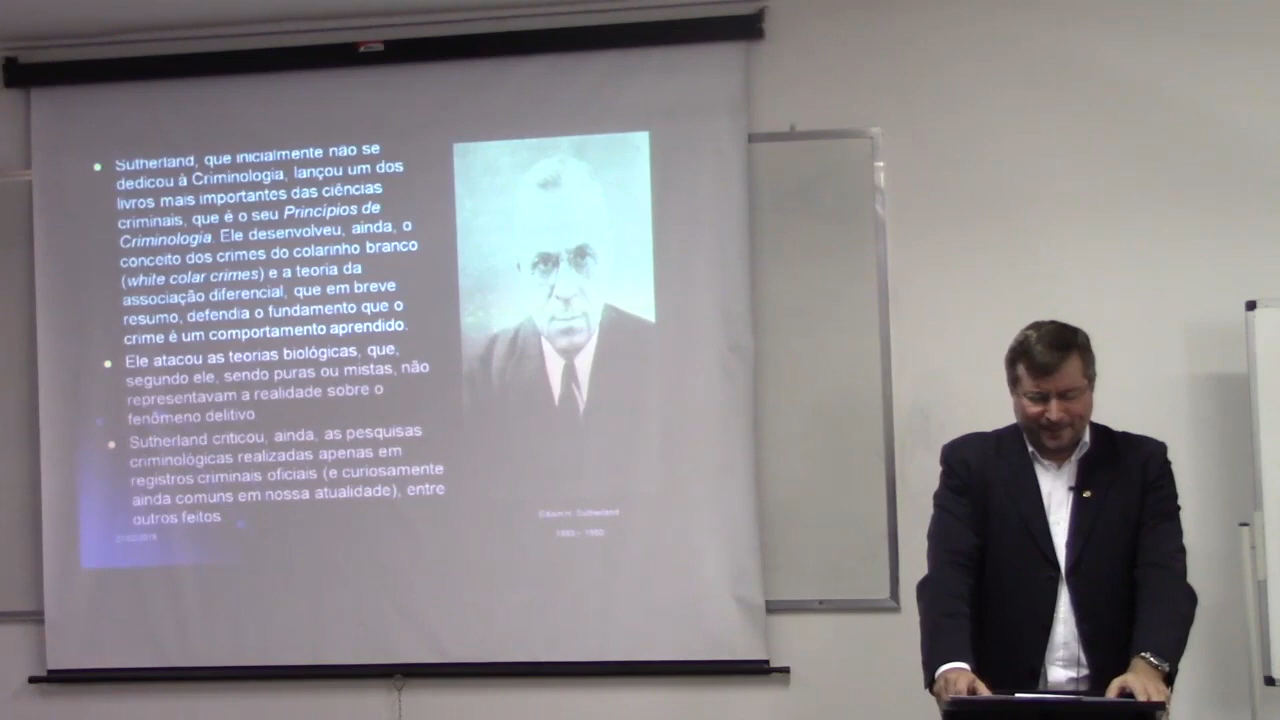 Sutherland, que inicialmente não se
dedicou à Criminologia, lançou um dos
livros mais importantes das ciências
criminais, que é o seu Princípios de
Criminologia. Ele desenvolveu, ainda, o
conceito dos crimes do colarinho branco
(white colar crimes) e a teoria da
associação diferencial, que em breve
resumo, defendia o fundamento que o
crime é um comportamento aprendido.
Ele atacou as teorias biológicas, que,
segundo ele, sendo puras ou mistas, não
representavam a realidade sobre o
fenômeno delitivo
Sutherland criticou, ainda, as pesquisas
criminológicas realizadas apenas em
registros criminais oficiais (e curiosamente
ainda comuns em nossa atualidade), entre
outros feitos
Edwin H. Sutherland
1883 - 1950